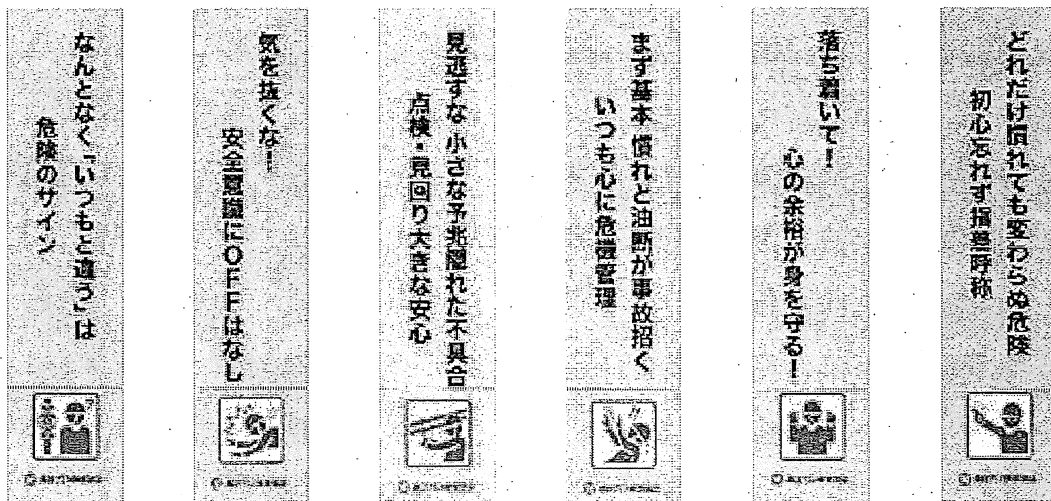 どれだけ慣れても変わらぬ危険
初心忘れず指差呼称
落ち着いて！
心の余裕が身を守る！
まず基本 慣れと油断が事故招く
いつも心に危機管理
見逃すな 小さな予兆隠れた不具合
点検・見回り大きな安心
気を抜くな！
安全意識にOFFはなし
なんとなく「いつもと違う」は
危険のサイン